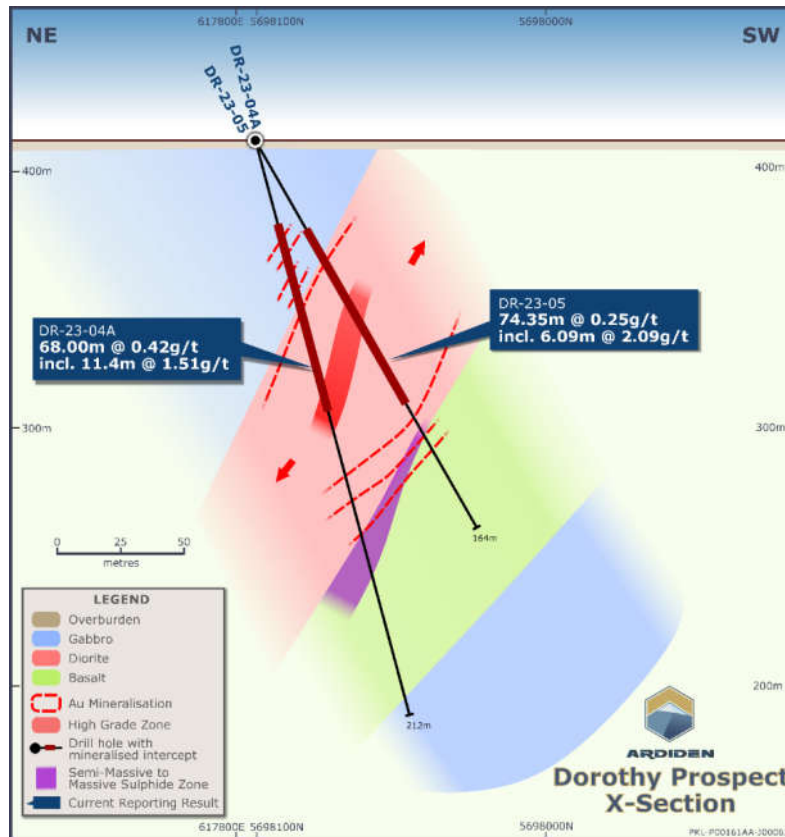 617800E 5698100N
5698000N
NE
SW
DR-23-04A
DR-23-05
400m
400m
DR-23-05
74.35m @ 0.25g/t
incl. 6.09m @ 2.09g/t
DR-23-04A
68.00m @ 0.42g/t
incl. 11.4m @ 1.51g/t
300m
300m
164m
0 25 50
metres
LEGEND
Overburden
Gabbro
Diorite
Basalt
Au Mineralisation
High Grade Zone
Drill hole with
mineralised intercept
Semi-Massive to
Massive Sulphide Zone
Current Reporting Result
200m
212m
ARDIDEN
Dorothy Prospect
X-Section
617800E 5698100N
5698000N